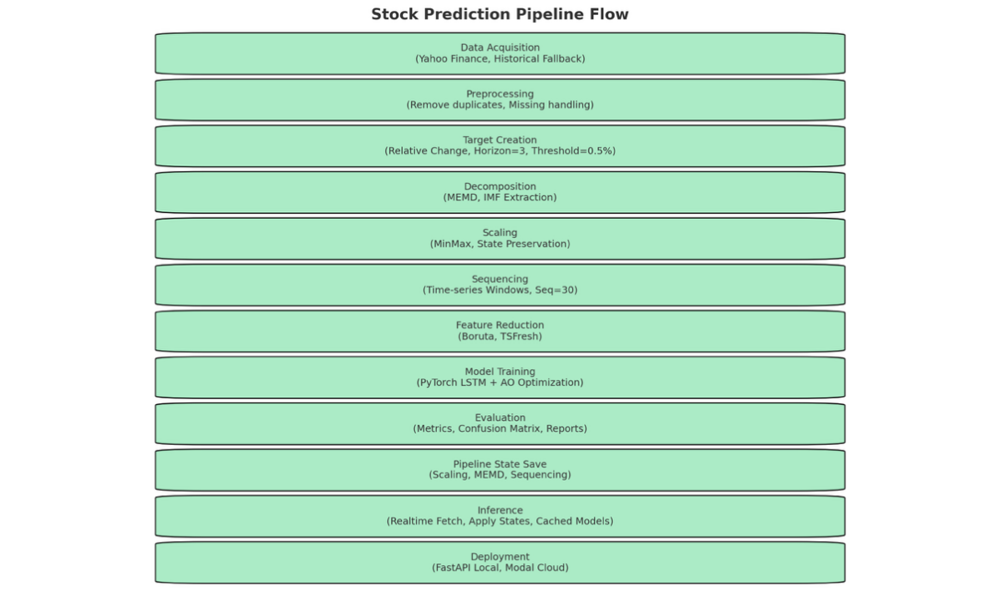 Stock Prediction Pipeline Flow
Data Acquisition
(Yahoo Finance, Historical Fallback)
Preprocessing
(Remove duplicates, Missing handling)
Target Creation
(Relative Change, Horizon=3, Threshold=0.5%)
Decomposition
(MEMD, IMF Extraction)
Scaling
(MinMax, State Preservation)
Sequencing
(Time-series Windows, Seq=30)
Feature Reduction
(Boruta, TSFresh)
Model Training
(PyTorch LSTM + AO Optimization)
Evaluation
(Metrics, Confusion Matrix, Reports)
Pipeline State Save
(Scaling, MEMD, Sequencing)
Inference
(Realtime Fetch, Apply States, Cached Models)
Deployment
(FastAPI Local, Modal Cloud)